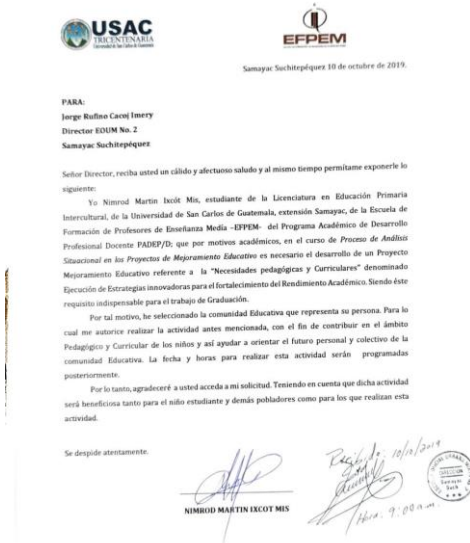 USAC
TRICENTENARIA
Universidad de San Carlos de Guatemala
EFPEM
Samayac Suchitepéquez 10 de octubre de 2019.
PARA:
Jorge Rufino Cacoj Imery
Director EOUM No. 2
Samayac Suchitepéquez
Señor Director, reciba usted un cálido y afectuoso saludo y al mismo tiempo permítame exponerle lo
siguiente:
Yo Nimrod Martin Ixcót Mis, estudiante de la Licenciatura en Educación Primaria
Intercultural, de la Universidad de San Carlos de Guatemala, extensión Samayac, de la Escuela de
Formación de Profesores de Enseñanza Media –EFPEM- del Programa Académico de Desarrollo
Profesional Docente PADEP/D; que por motivos académicos, en el curso de Proceso de Análisis
Situacional en los Proyectos de Mejoramiento Educativo es necesario el desarrollo de un Proyecto
Mejoramiento Educativo referente a la "Necesidades pedagógicas y Curriculares" denominado
Ejecución de Estrategias innovadoras para el fortalecimiento del Rendimiento Académico. Siendo éste
requisito indispensable para el trabajo de Graduación.
Por tal motivo, he seleccionado la comunidad Educativa que representa su persona. Para lo
cual me autorice realizar la actividad antes mencionada, con el fin de contribuir en el ámbito
Pedagógico y Curricular de los niños y así ayudar a orientar el futuro personal y colectivo de la
comunidad Educativa. La fecha y horas para realizar esta actividad serán programadas
posteriormente.
Por lo tanto, agradeceré a usted acceda a mi solicitud. Teniendo en cuenta que dicha actividad
será beneficiosa tanto para el niño estudiante y demás pobladores como para los que realizan esta
actividad.
Se despide atentamente.
NIMROD MARTIN IXCOT MIS
Recibido: 10/10/2019
Hora: 9:00 a.m.
DIRECCION
Samayac
Such.